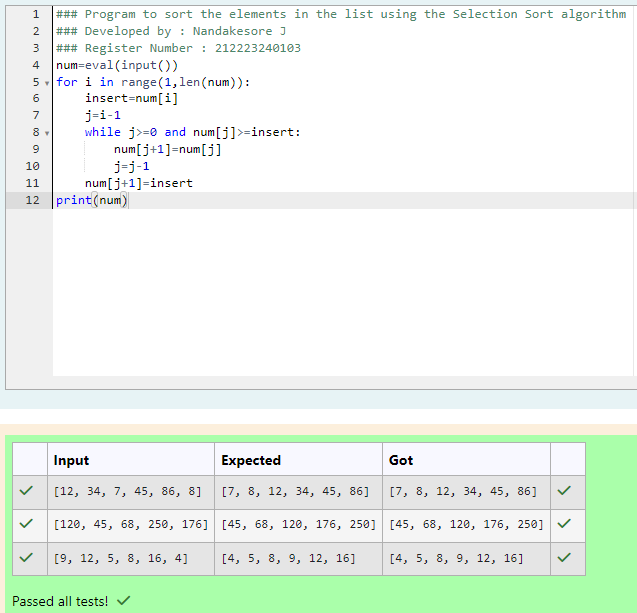 1 ### Program to sort the elements in the list using the Selection Sort algorithm
2 ### Developed by : Nandakesore J
3 ### Register Number : 212223240103
4 num=eval(input())
5 for i in range(1,len(num)):
6     insert=num[i]
7     j=i-1
8     while j>=0 and num[j]>=insert:
9         num[j+1]=num[j]
10         j=j-1
11     num[j+1]=insert
12 print(num)
Input Expected Got
[12, 34, 7, 45, 86, 8] [7, 8, 12, 34, 45, 86] [7, 8, 12, 34, 45, 86]
[120, 45, 68, 250, 176] [45, 68, 120, 176, 250] [45, 68, 120, 176, 250]
[9, 12, 5, 8, 16, 4] [4, 5, 8, 9, 12, 16] [4, 5, 8, 9, 12, 16]
Passed all tests!